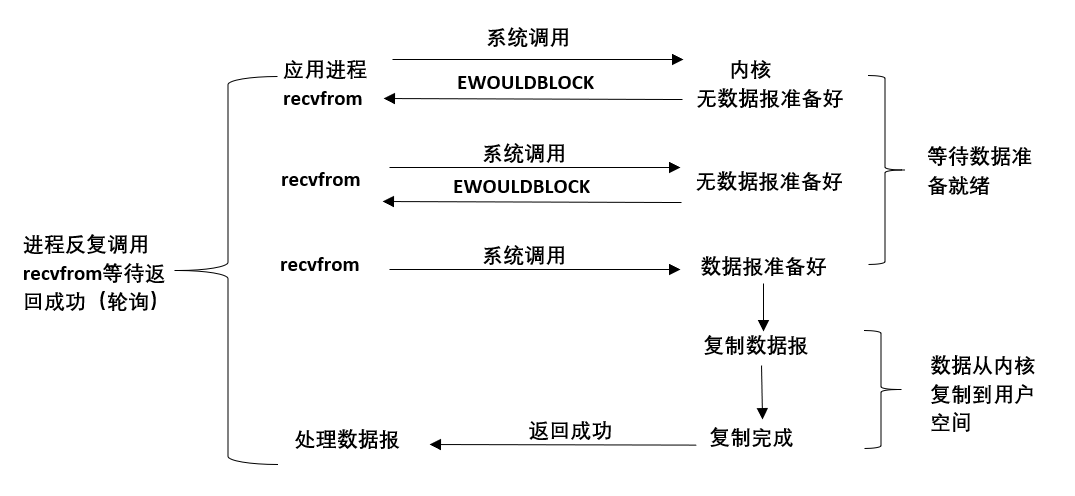 系统调用
应用进程
内核
recvfrom
EWOULDBLOCK
无数据报准备好
系统调用
recvfrom
EWOULDBLOCK
无数据报准备好
等待数据准
备就绪
进程反复调用
recvfrom等待返
回成功（轮询）
系统调用
recvfrom
数据报准备好
复制数据报
数据从内核
复制到用户
空间
处理数据报
返回成功
复制完成